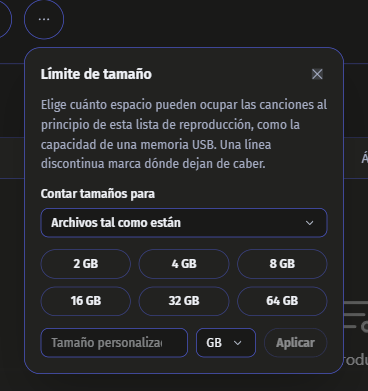 ...
Límite de tamaño
Elige cuánto espacio pueden ocupar las canciones al
principio de esta lista de reproducción, como la
capacidad de una memoria USB. Una línea
discontinua marca dónde dejan de caber.
Contar tamaños para
Archivos tal como están
2 GB 4 GB 8 GB
16 GB 32 GB 64 GB
Tamaño personalizad GB Aplicar